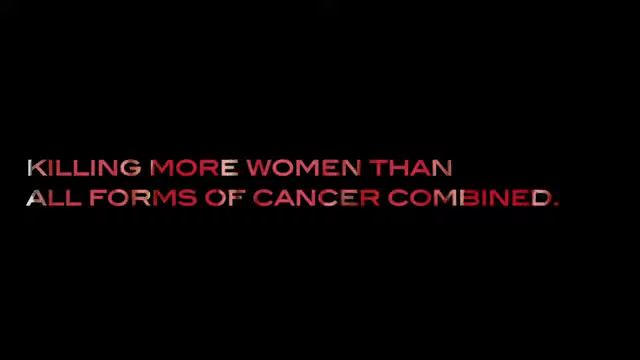 KILLING MORE WOMEN THAN
ALL FORMS OF CANCER COMBINED.